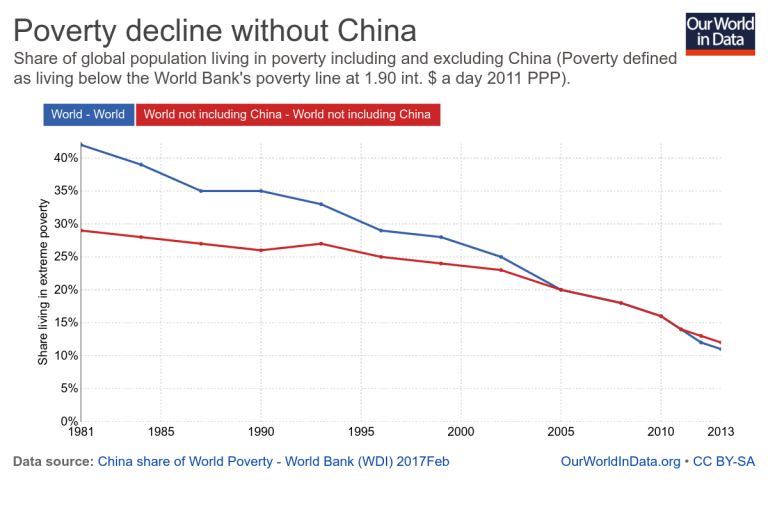 Poverty decline without China
Our World
in Data
Share of global population living in poverty including and excluding China (Poverty defined
as living below the World Bank's poverty line at 1.90 int. $ a day 2011 PPP).
World - World
World not including China - World not including China
Share living in extreme poverty
40%
35%
30%
25%
20%
15%
10%
5%
0%
1981 1985 1990 1995 2000 2005 2010 2013
Data source: China share of World Poverty - World Bank (WDI) 2017Feb
OurWorldInData.org • CC BY-SA